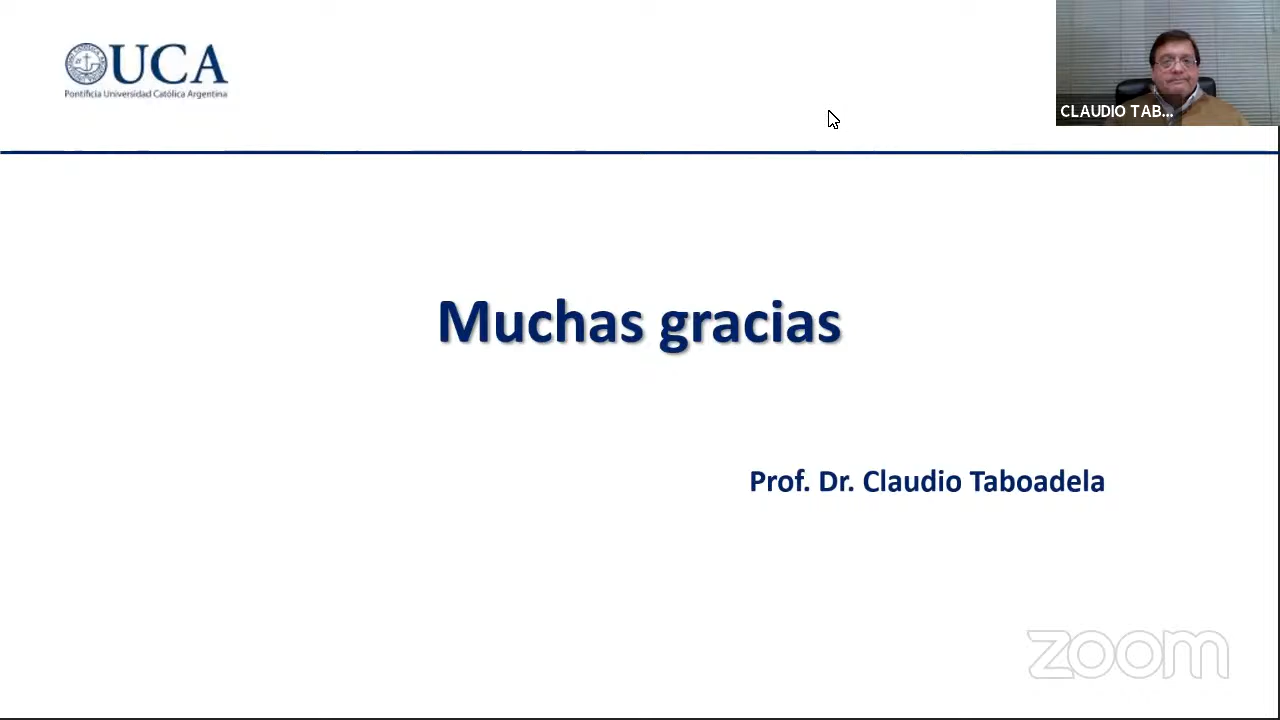 UCA
Pontificia Universidad Católica Argentina
CLAUDIO TAB...
Muchas gracias
Prof. Dr. Claudio Taboadela
zoom